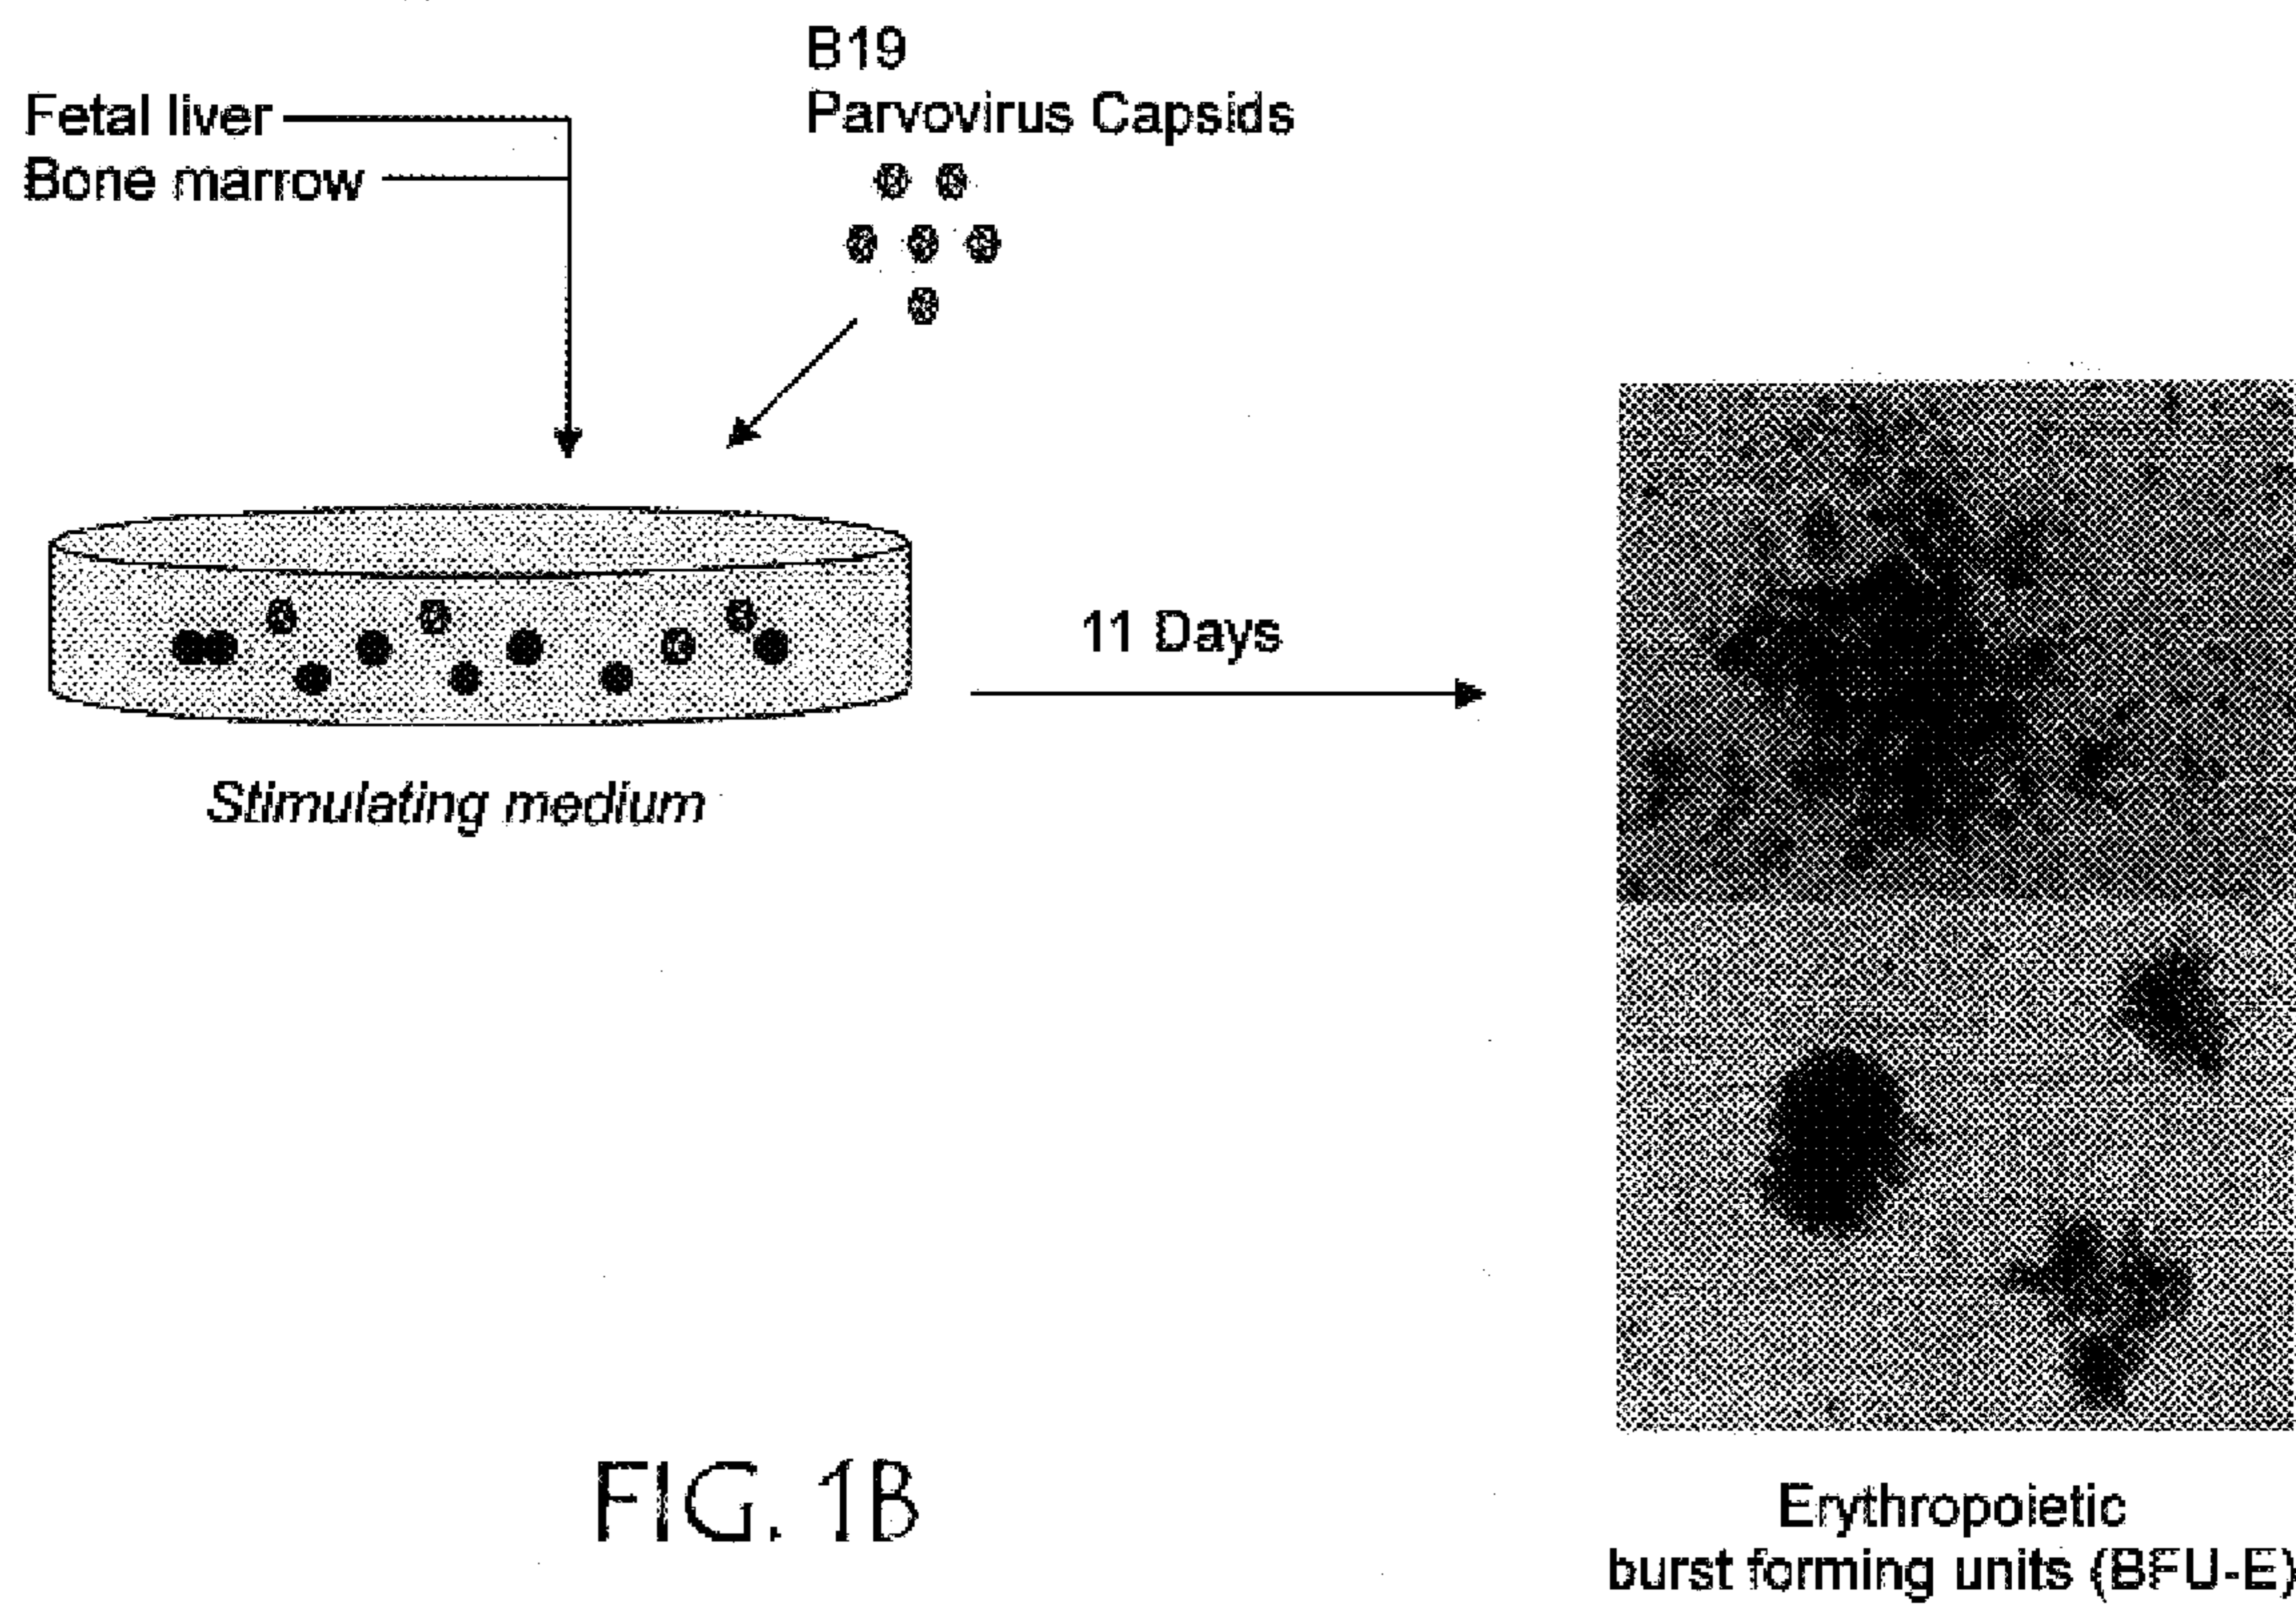 B19
Parvovirus Capsids
Fetal liver
Bone marrow
11 Days
Stimulating medium
FIG. 1B
Erythropoietic
burst forming units (BFU-E)